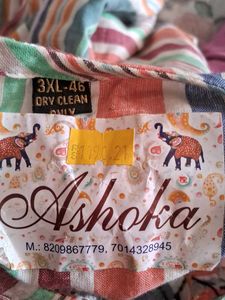 3XL-46
DRY CLEAN
ONLY
Ashoka
M.: 8209867779, 7014328945